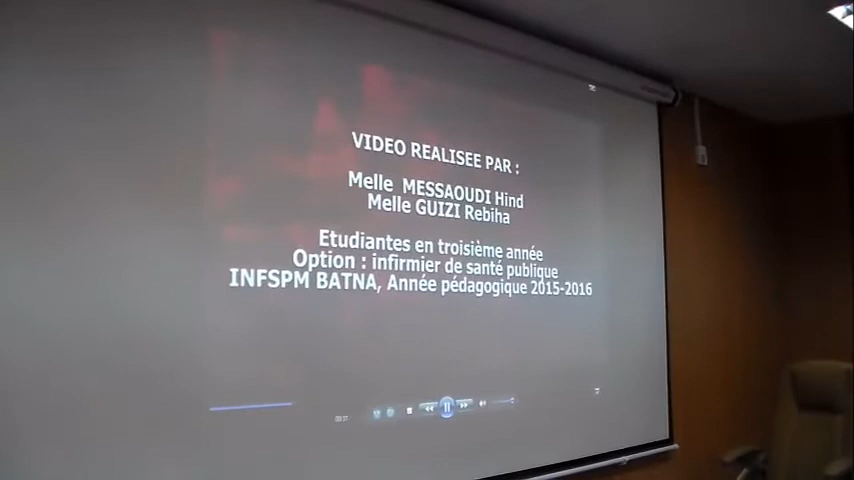 VIDEO REALISEE PAR :
Melle MESSAOUDI Hind
Melle GUIZI Rebiha
Etudiantes en troisième année
Option : infirmier de santé publique
INFSPM BATNA, Année pédagogique 2015-2016